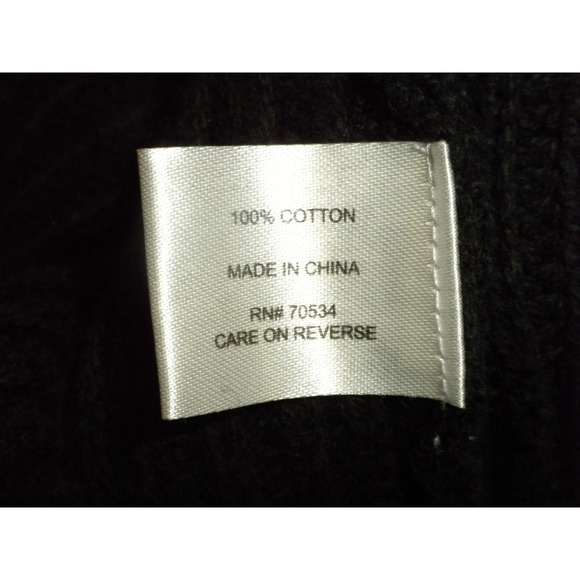 100% COTTON
MADE IN CHINA
RN# 70534
CARE ON REVERSE